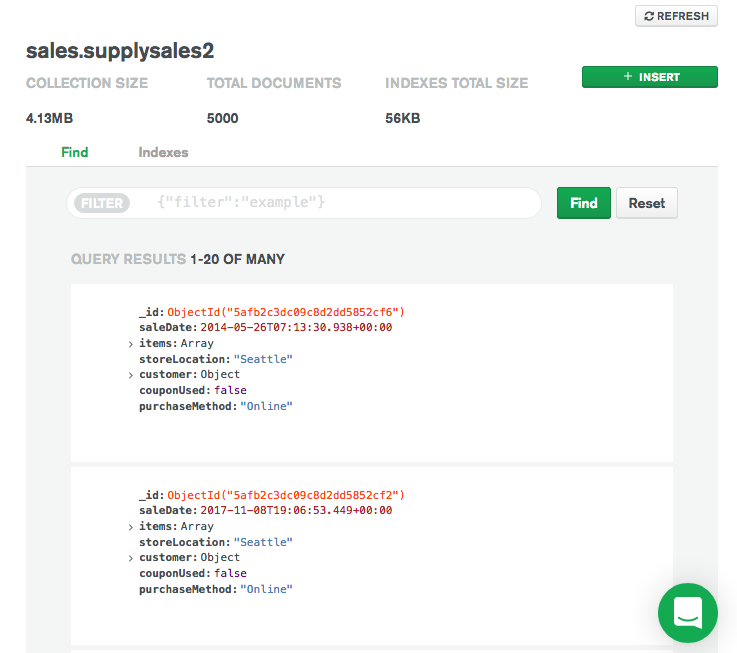 REFRESH
sales.supplysales2
COLLECTION SIZE TOTAL DOCUMENTS INDEXES TOTAL SIZE
+ INSERT
4.13MB 5000 56KB
Find Indexes
FILTER {"filter":"example"} Find Reset
QUERY RESULTS 1-20 OF MANY
_id: ObjectId("5afb2c3dc09c8d2dd5852cf6")
saleDate: 2014-05-26T07:13:30.938+00:00
> items: Array
storeLocation: "Seattle"
> customer: Object
couponUsed: false
purchaseMethod: "Online"
_id: ObjectId("5afb2c3dc09c8d2dd5852cf2")
saleDate: 2017-11-08T19:06:53.449+00:00
> items: Array
storeLocation: "Seattle"
> customer: Object
couponUsed: false
purchaseMethod: "Online"